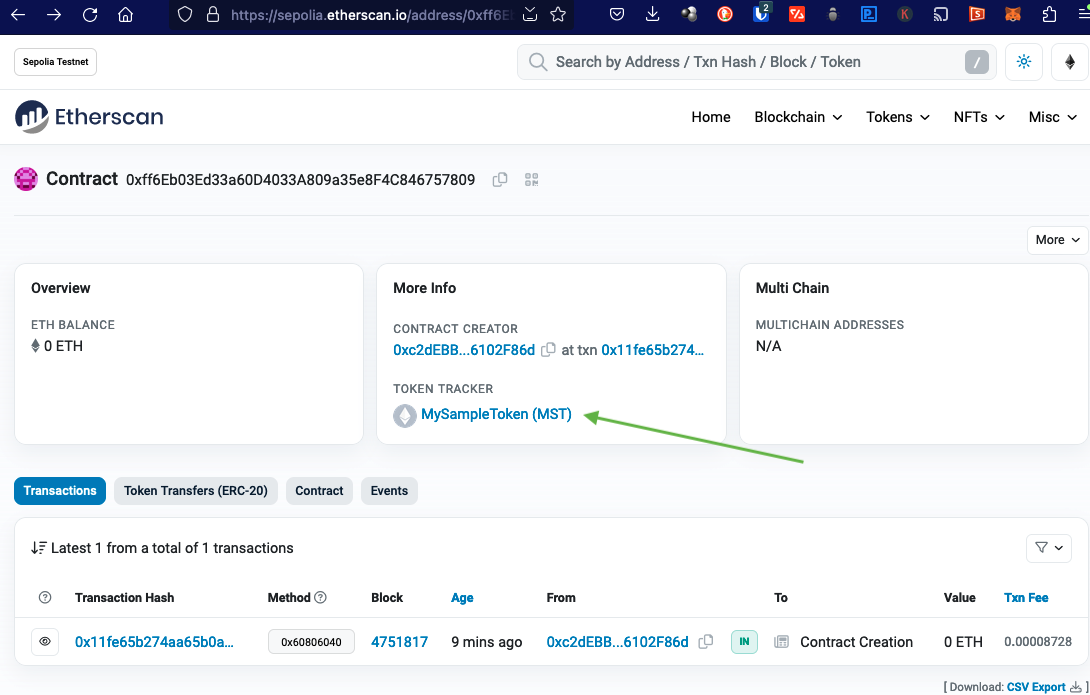 https://sepolia.etherscan.io/address/0xff6Eb
2
Sepolia Testnet
Search by Address / Txn Hash / Block / Token
/
Etherscan
Home Blockchain Tokens NFTs Misc
Contract 0xff6Eb03Ed33a60D4033A809a35e8F4C846757809
More
Overview
ETH BALANCE
0 ETH
More Info
CONTRACT CREATOR
0xc2dEBB...6102F86d at txn 0x11fe65b274...
TOKEN TRACKER
MySampleToken (MST)
Multi Chain
MULTICHAIN ADDRESSES
N/A
Transactions Token Transfers (ERC-20) Contract Events
Latest 1 from a total of 1 transactions
Transaction Hash Method Block Age From To Value Txn Fee
0x11fe65b274aa65b0a... 0x60806040 4751817 9 mins ago 0xc2dEBB...6102F86d IN Contract Creation 0 ETH 0.00008728
[ Download: CSV Export ]